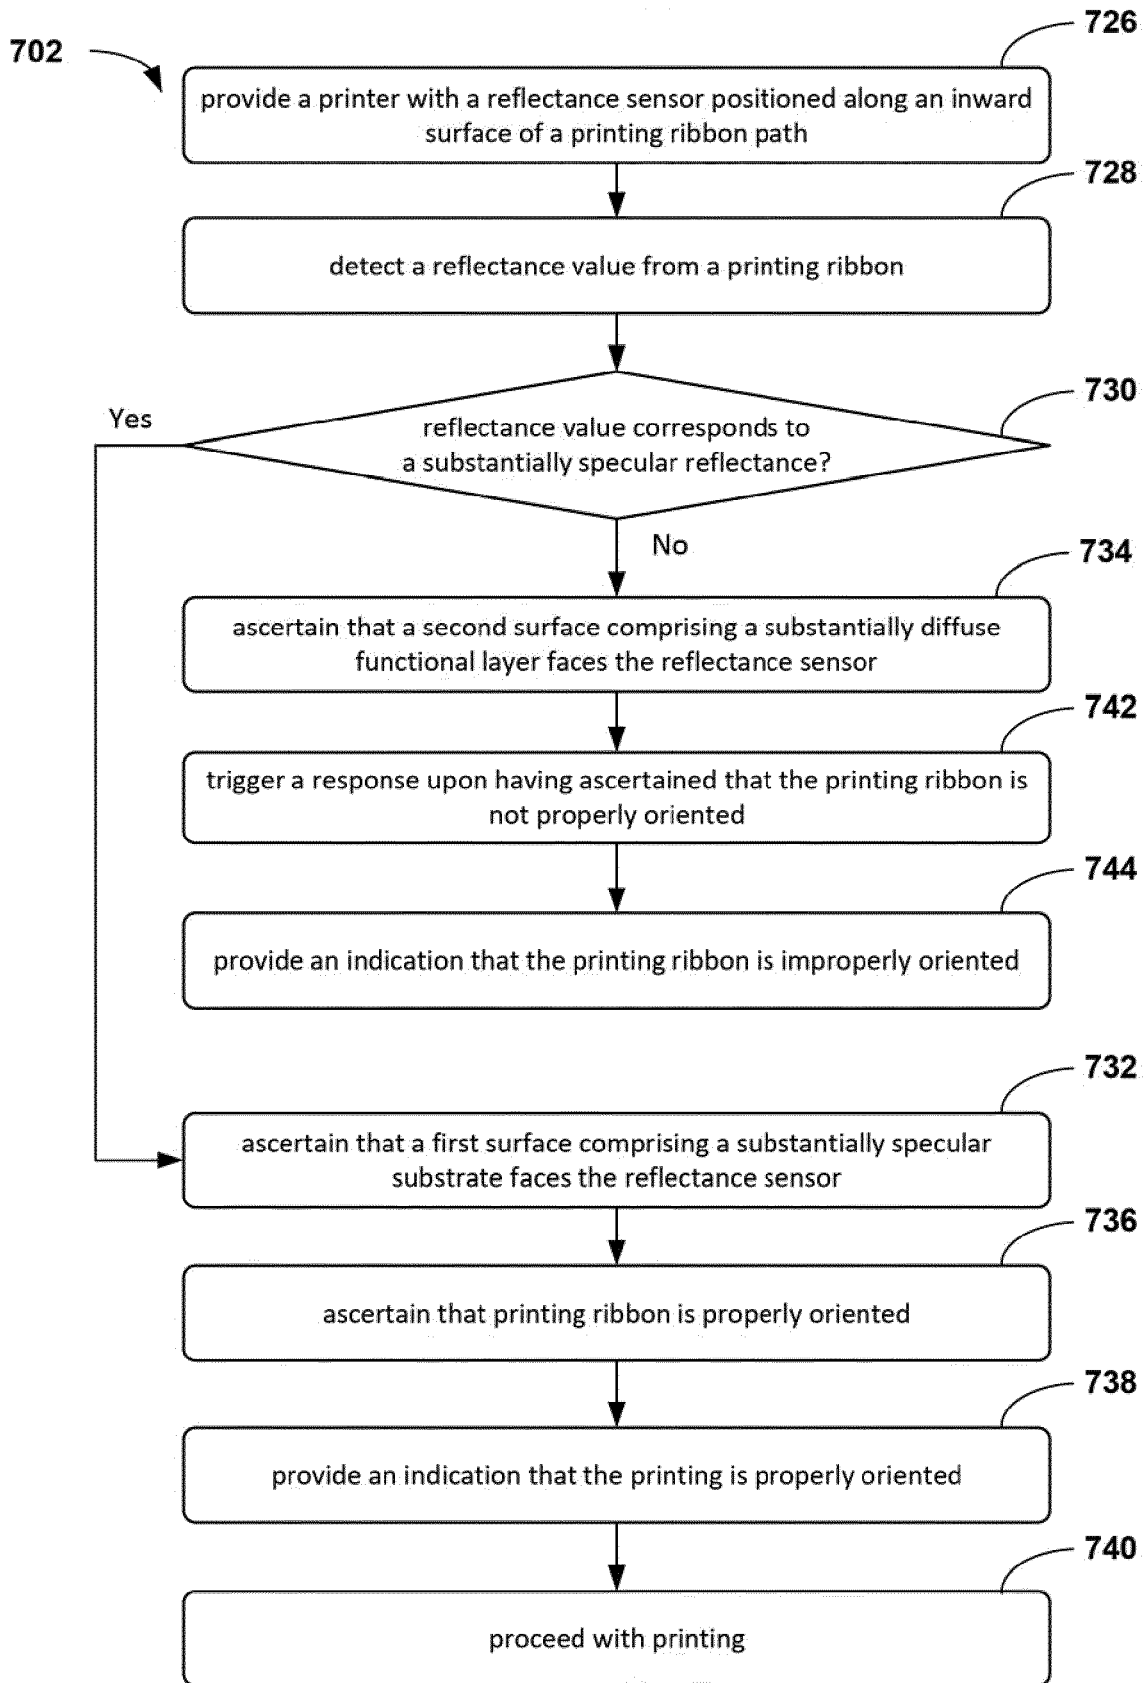 702
726
provide a printer with a reflectance sensor positioned along an inward
surface of a printing ribbon path
728
detect a reflectance value from a printing ribbon
730
Yes
reflectance value corresponds to
a substantially specular reflectance?
No
734
ascertain that a second surface comprising a substantially diffuse
functional layer faces the reflectance sensor
742
trigger a response upon having ascertained that the printing ribbon is
not properly oriented
744
provide an indication that the printing ribbon is improperly oriented
732
ascertain that a first surface comprising a substantially specular
substrate faces the reflectance sensor
736
ascertain that printing ribbon is properly oriented
738
provide an indication that the printing is properly oriented
740
proceed with printing